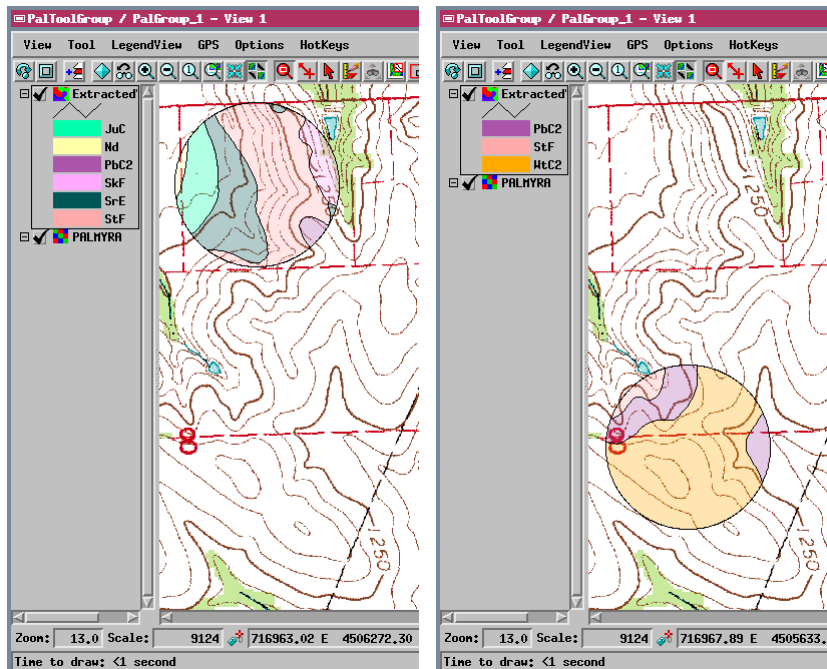 PalToolGroup / PalGroup_1 - View 1
View Tool LegendView GPS Options HotKeys
Extracted
JuC
Nd
PbC2
SkF
SrE
StF
PALMYRA
1250
1250
Zoom: 13.0 Scale: 9124 716963.02 E 4506272.30
Time to draw: <1 second
PalToolGroup / PalGroup_1 - View 1
View Tool LegendView GPS Options HotKeys
Extracted
PbC2
StF
WtC2
PALMYRA
1250
1250
Zoom: 13.0 Scale: 9124 716967.89 E 4505633.
Time to draw: <1 second